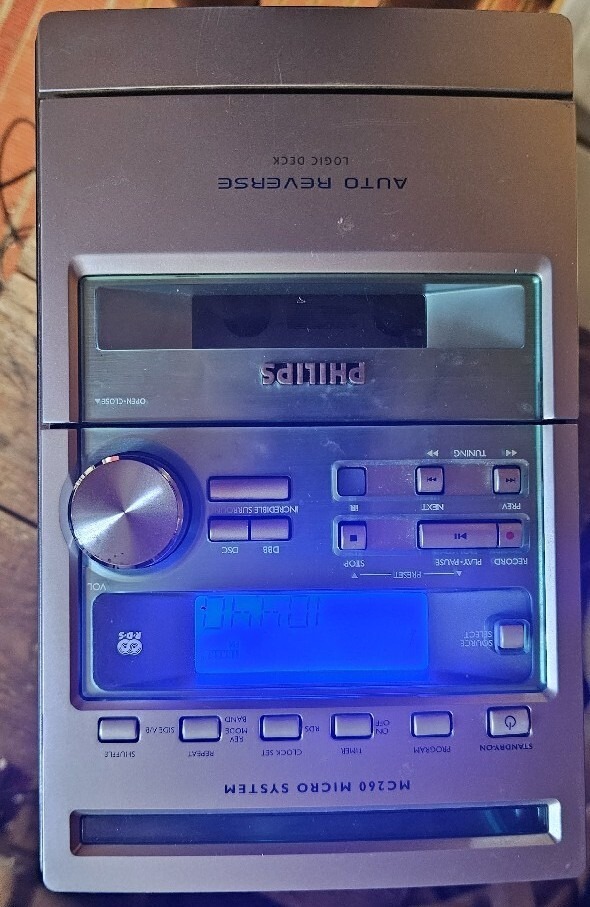 MC260 MICRO SYSTEM
STANDBY-ON
PROGRAM
TIMER
ON
OFF
CLOCK SET
RDS
REPEAT
REV
MODE
BAND
SHUFFLE
SIDE A/B
SOURCE
SELECT
R·D·S
VOL
▲ PRESET ▼
RECORD
PLAY•PAUSE
STOP
DBB
DSC
PREV
NEXT
iR
INCREDIBLE SURROUND
TUNING
OPEN•CLOSE
PHILIPS
AUTO REVERSE
LOGIC DECK